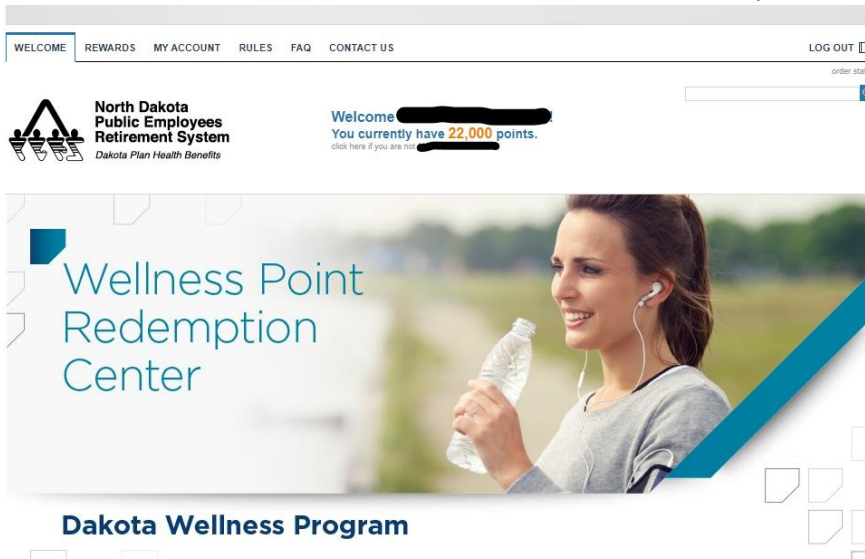 WELCOME REWARDS MY ACCOUNT RULES FAQ CONTACT US LOG OUT
North Dakota
Public Employees
Retirement System
Dakota Plan Health Benefits
Welcome
You currently have 22,000 points.
click here if you are not
Wellness Point
Redemption
Center
Dakota Wellness Program